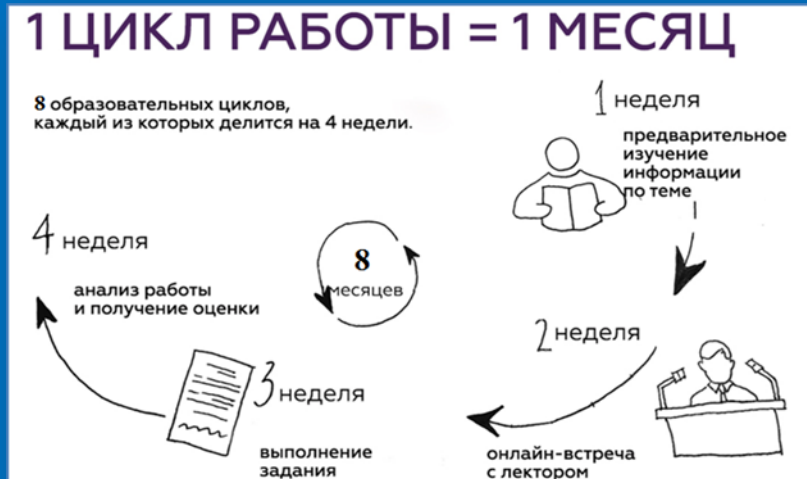 1 ЦИКЛ РАБОТЫ = 1 МЕСЯЦ
8 образовательных циклов,
каждый из которых делится на 4 недели.
1 неделя
предварительное
изучение
информации
по теме
2 неделя
онлайн-встреча
с лектором
3 неделя
выполнение
задания
4 неделя
анализ работы
и получение оценки
8
месяцев